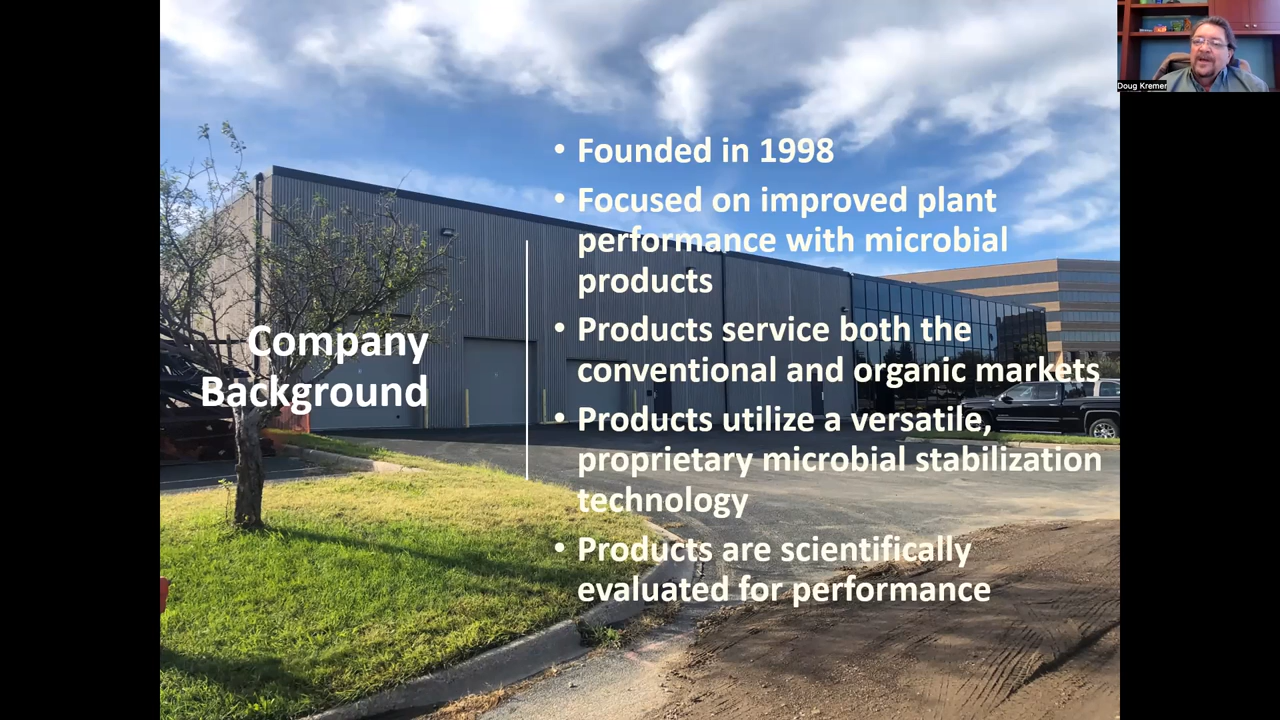 Doug Kremer
Company
Background
• Founded in 1998
• Focused on improved plant
performance with microbial
products
• Products service both the
conventional and organic markets
• Products utilize a versatile,
proprietary microbial stabilization
technology
• Products are scientifically
evaluated for performance